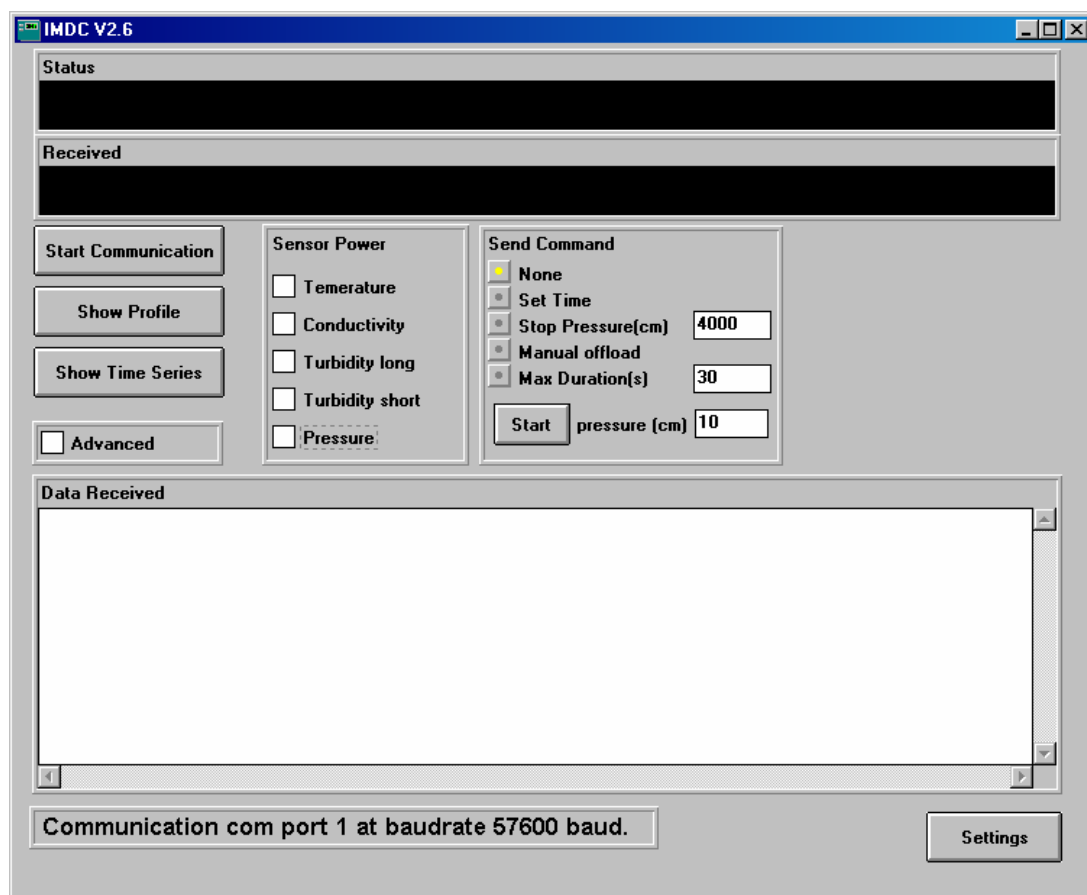 IMDC V2.6
Status
Received
Start Communication
Show Profile
Show Time Series
Advanced
Sensor Power
Temerature
Conductivity
Turbidity long
Turbidity short
Pressure
Send Command
None
Set Time
Stop Pressure(cm) 4000
Manual offload
Max Duration(s) 30
Start pressure (cm) 10
Data Received
Communication com port 1 at baudrate 57600 baud.
Settings